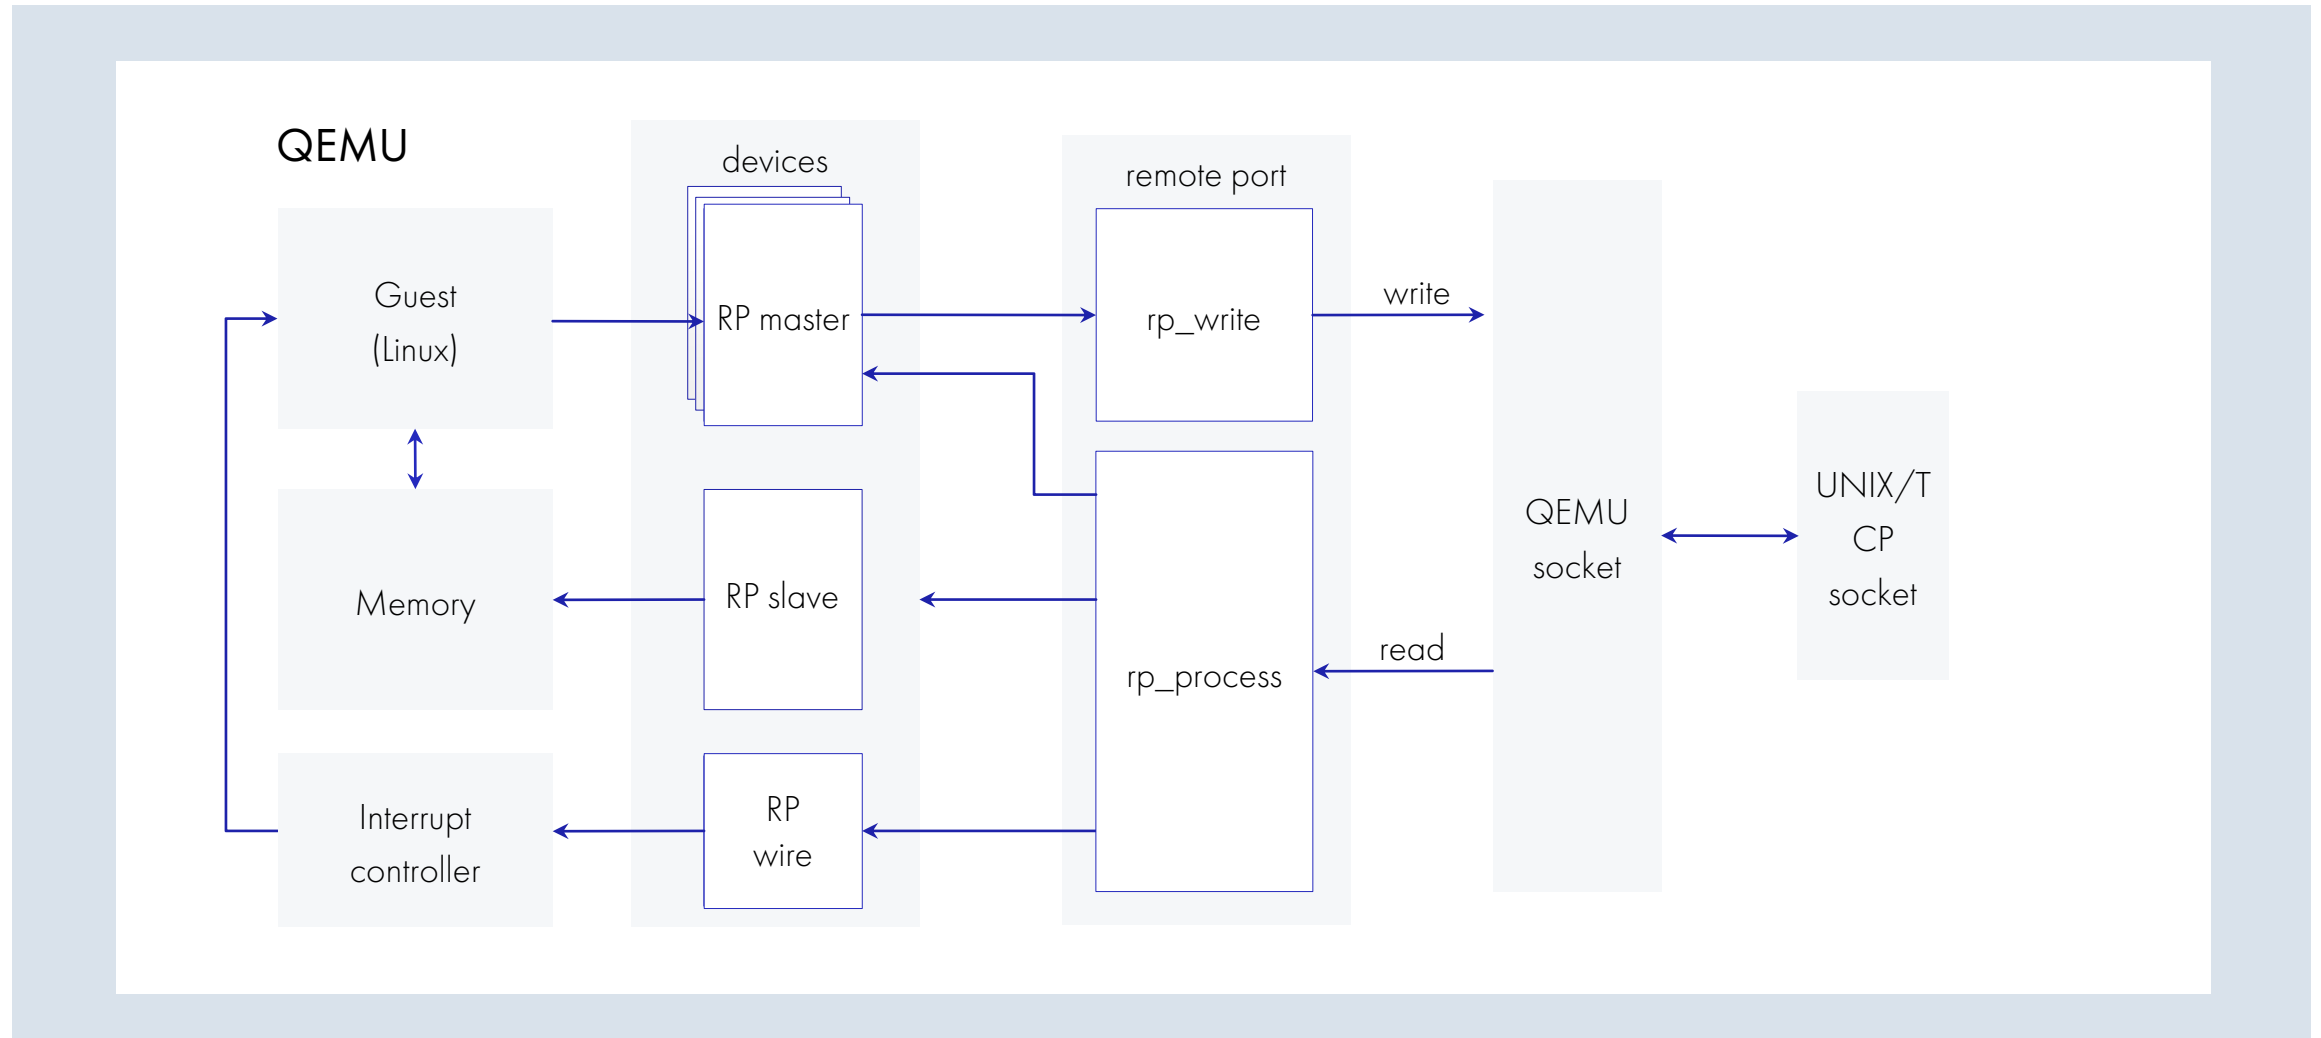 QEMU
devices
remote port
Guest
(Linux)
RP master
rp_write
write
Memory
RP slave
rp_process
read
QEMU
socket
UNIX/T
CP
socket
Interrupt
controller
RP
wire